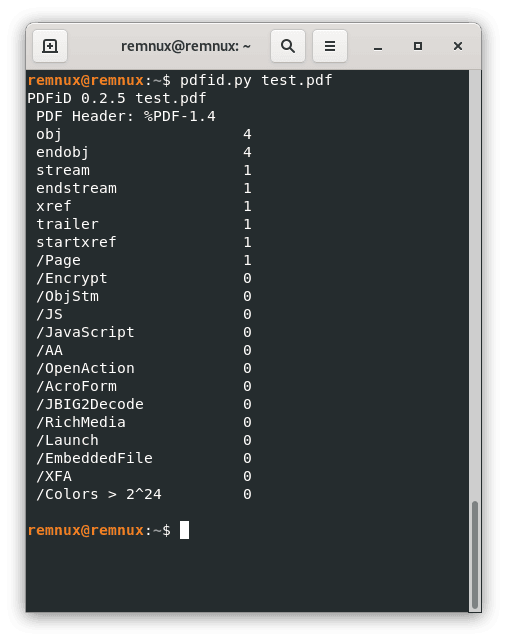 remnux@remnux: ~
remnux@remnux:~$ pdfid.py test.pdf
PDFiD 0.2.5 test.pdf
PDF Header: %PDF-1.4
obj 4
endobj 4
stream 1
endstream 1
xref 1
trailer 1
startxref 1
/Page 1
/Encrypt 0
/ObjStm 0
/JS 0
/JavaScript 0
/AA 0
/OpenAction 0
/AcroForm 0
/JBIG2Decode 0
/RichMedia 0
/Launch 0
/EmbeddedFile 0
/XFA 0
/Colors > 2^24 0
remnux@remnux:~$